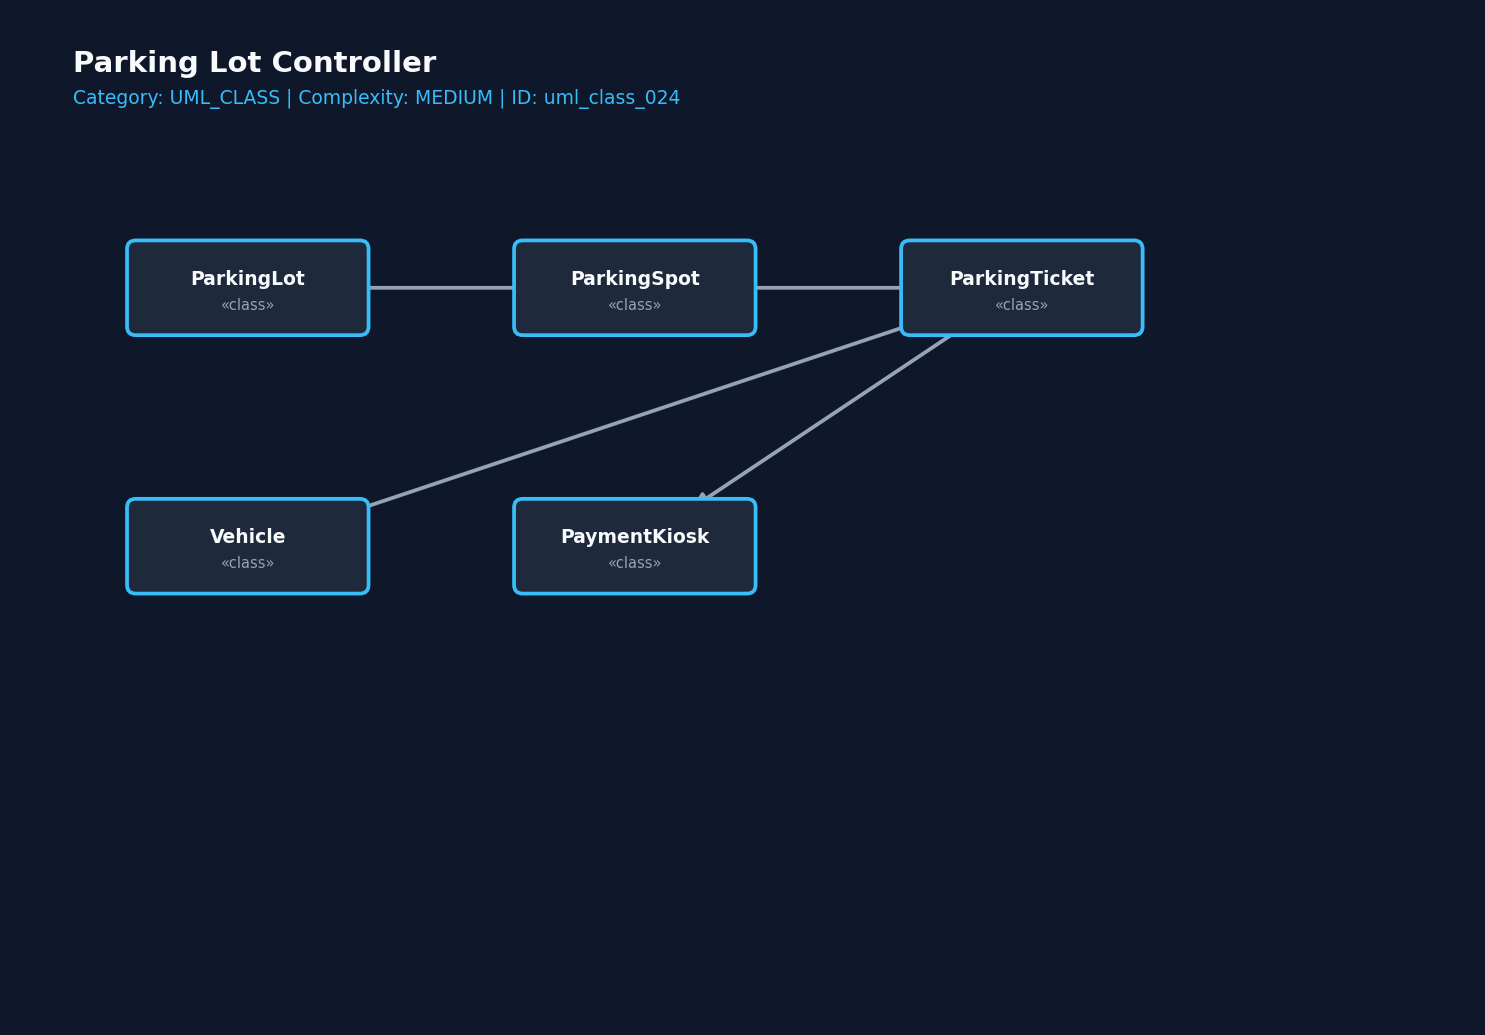 Parking Lot Controller
Category: UML_CLASS | Complexity: MEDIUM | ID: uml_class_024
ParkingLot
«class»
ParkingSpot
«class»
ParkingTicket
«class»
Vehicle
«class»
PaymentKiosk
«class»